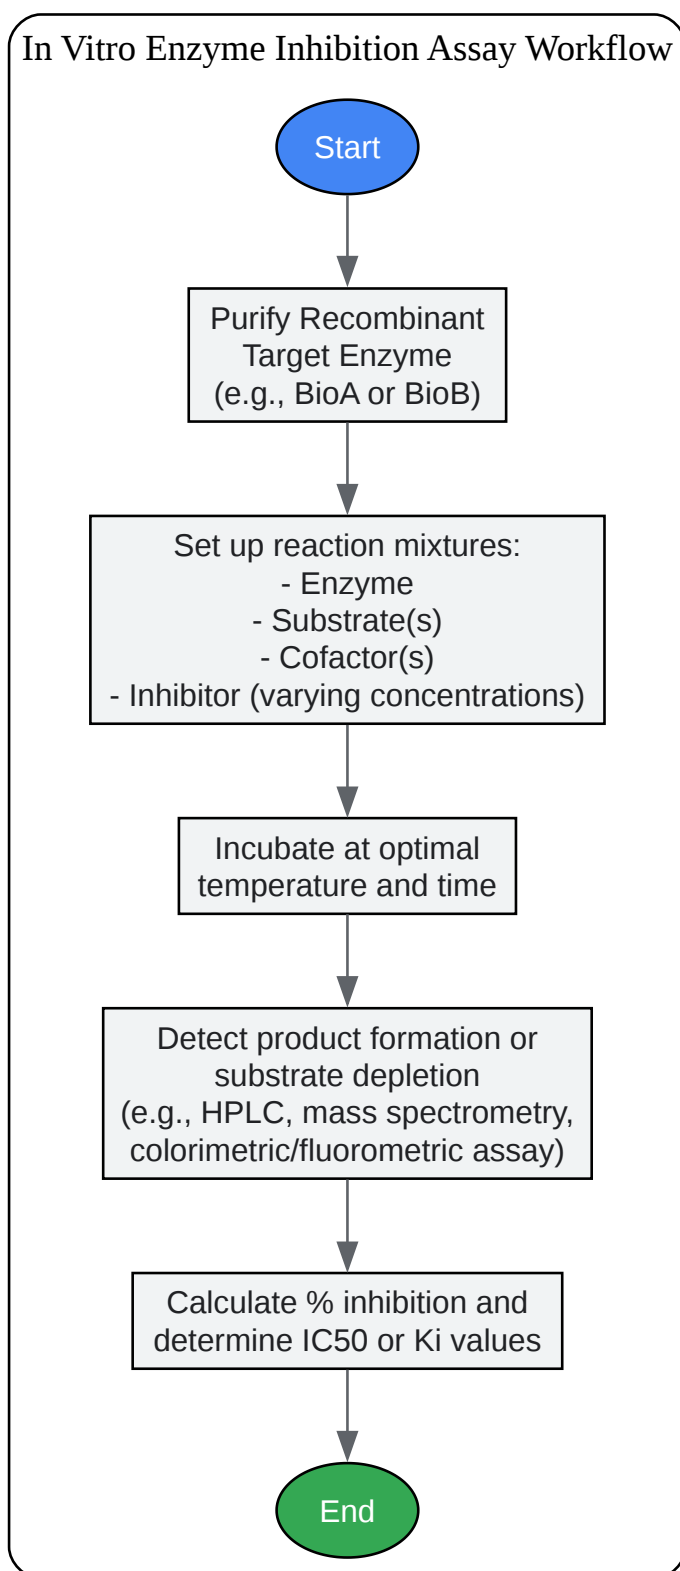 In Vitro Enzyme Inhibition Assay Workflow
Start
Purify Recombinant
Target Enzyme
(e.g., BioA or BioB)
Set up reaction mixtures:
- Enzyme
- Substrate(s)
- Cofactor(s)
- Inhibitor (varying concentrations)
Incubate at optimal
temperature and time
Detect product formation or
substrate depletion
(e.g., HPLC, mass spectrometry,
colorimetric/fluorometric assay)
Calculate % inhibition and
determine IC50 or Ki values
End